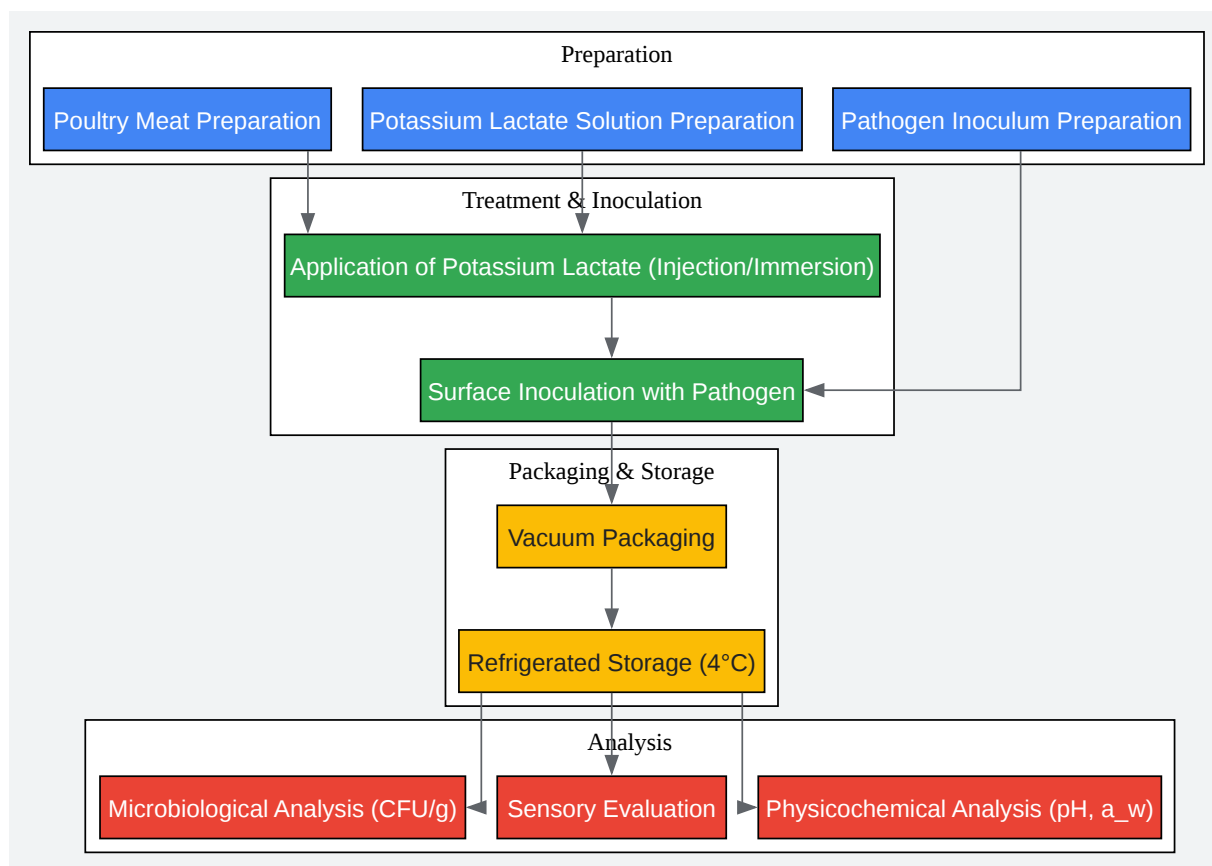 Preparation
Poultry Meat Preparation
Potassium Lactate Solution Preparation
Pathogen Inoculum Preparation
Treatment & Inoculation
Application of Potassium Lactate (Injection/Immersion)
Surface Inoculation with Pathogen
Packaging & Storage
Vacuum Packaging
Refrigerated Storage (4°C)
Analysis
Microbiological Analysis (CFU/g)
Sensory Evaluation
Physicochemical Analysis (pH, a_w)